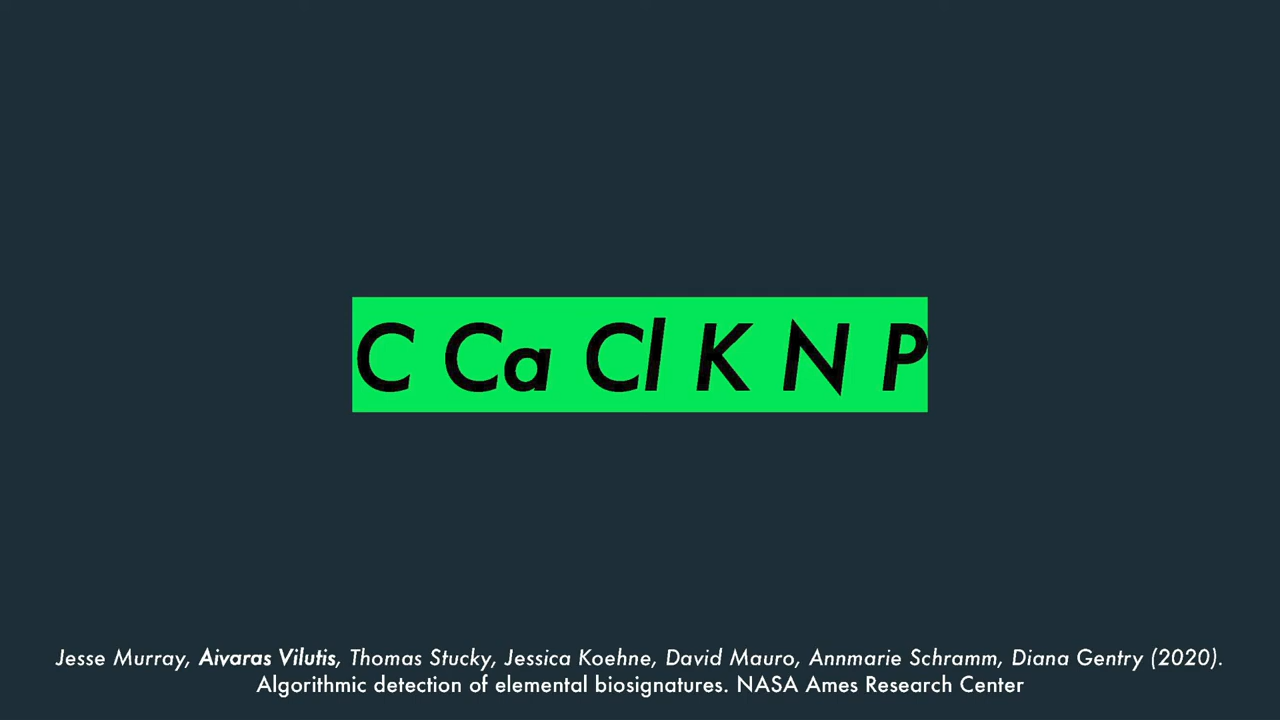 C Ca Cl K N P
Jesse Murray, Aivaras Vilutis, Thomas Stucky, Jessica Koehne, David Mauro, Annmarie Schramm, Diana Gentry (2020).
Algorithmic detection of elemental biosignatures. NASA Ames Research Center